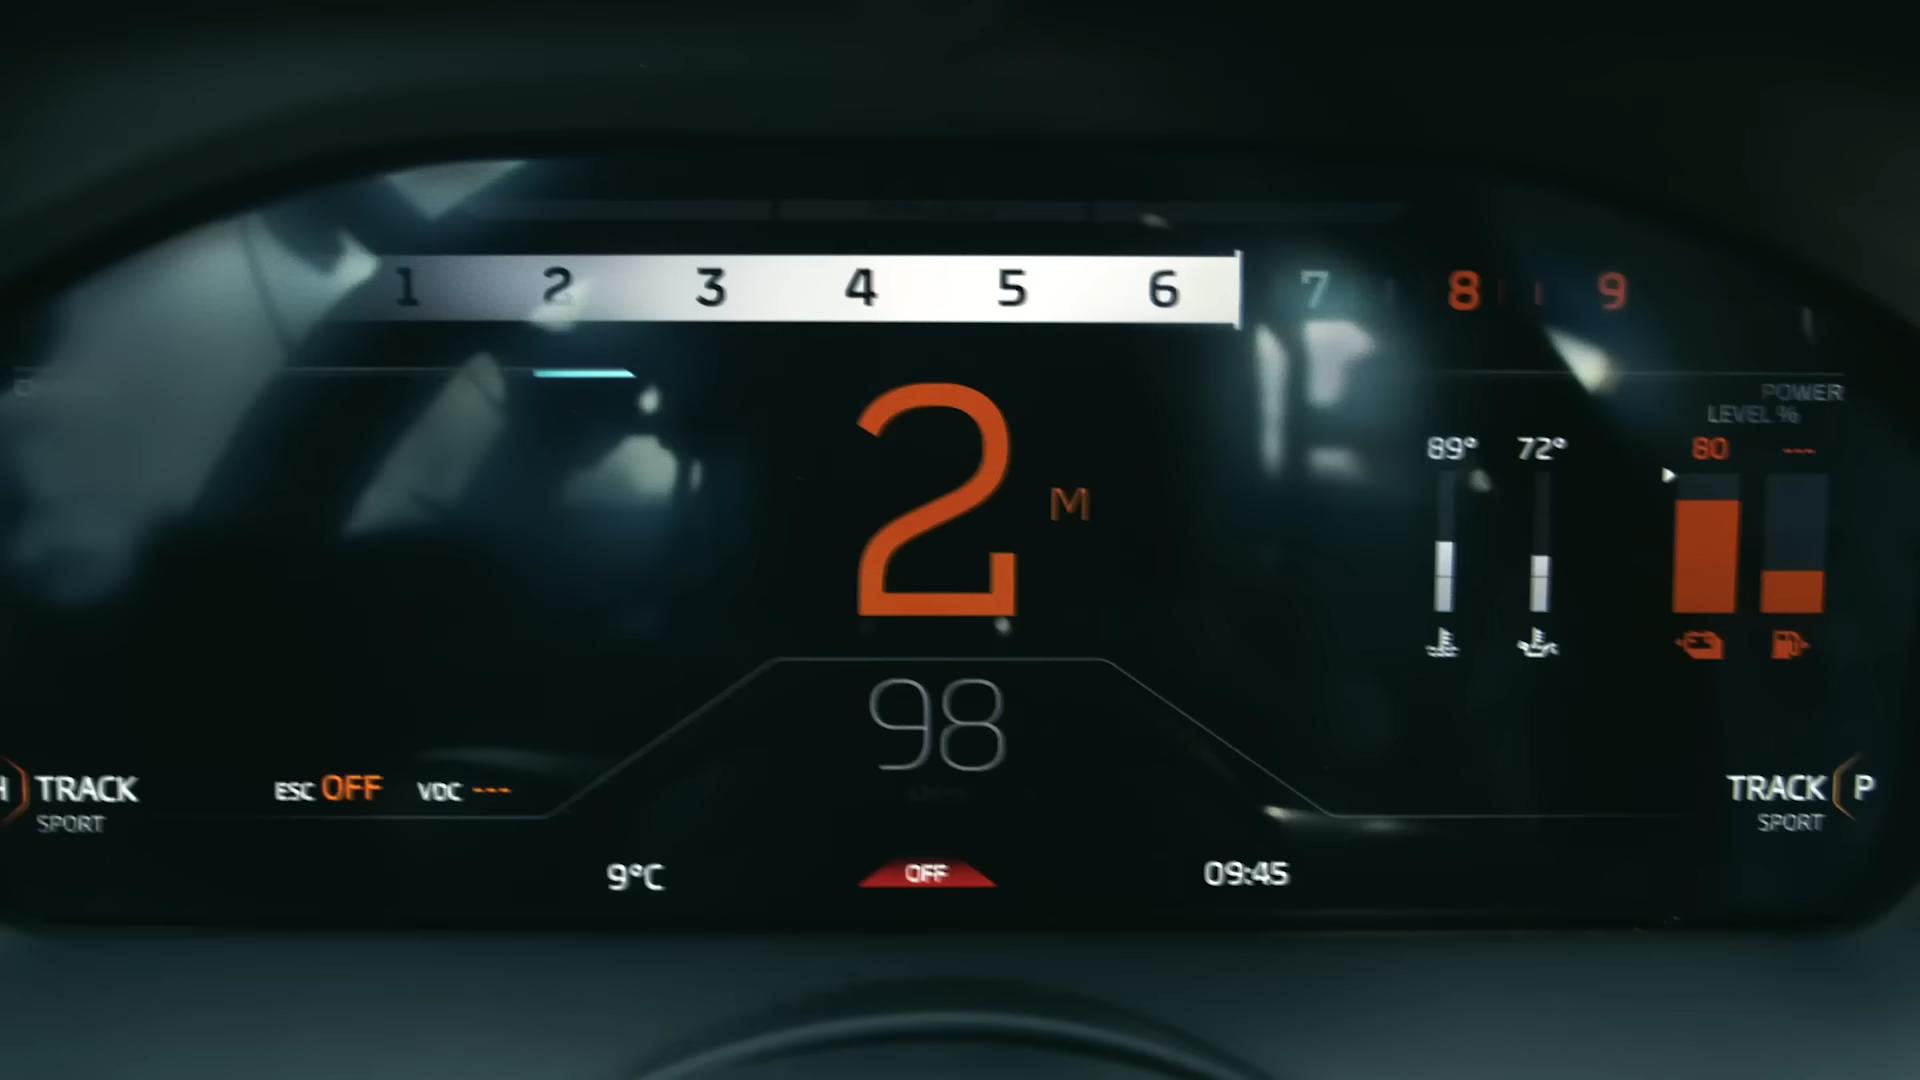 1 2 3 4 5 6 7 8 9
POWER
LEVEL %
89° 72° 80 ---
2 M
98
H TRACK
SPORT
ESC OFF VDC ---
TRACK P
SPORT
9°C
OFF
09:45